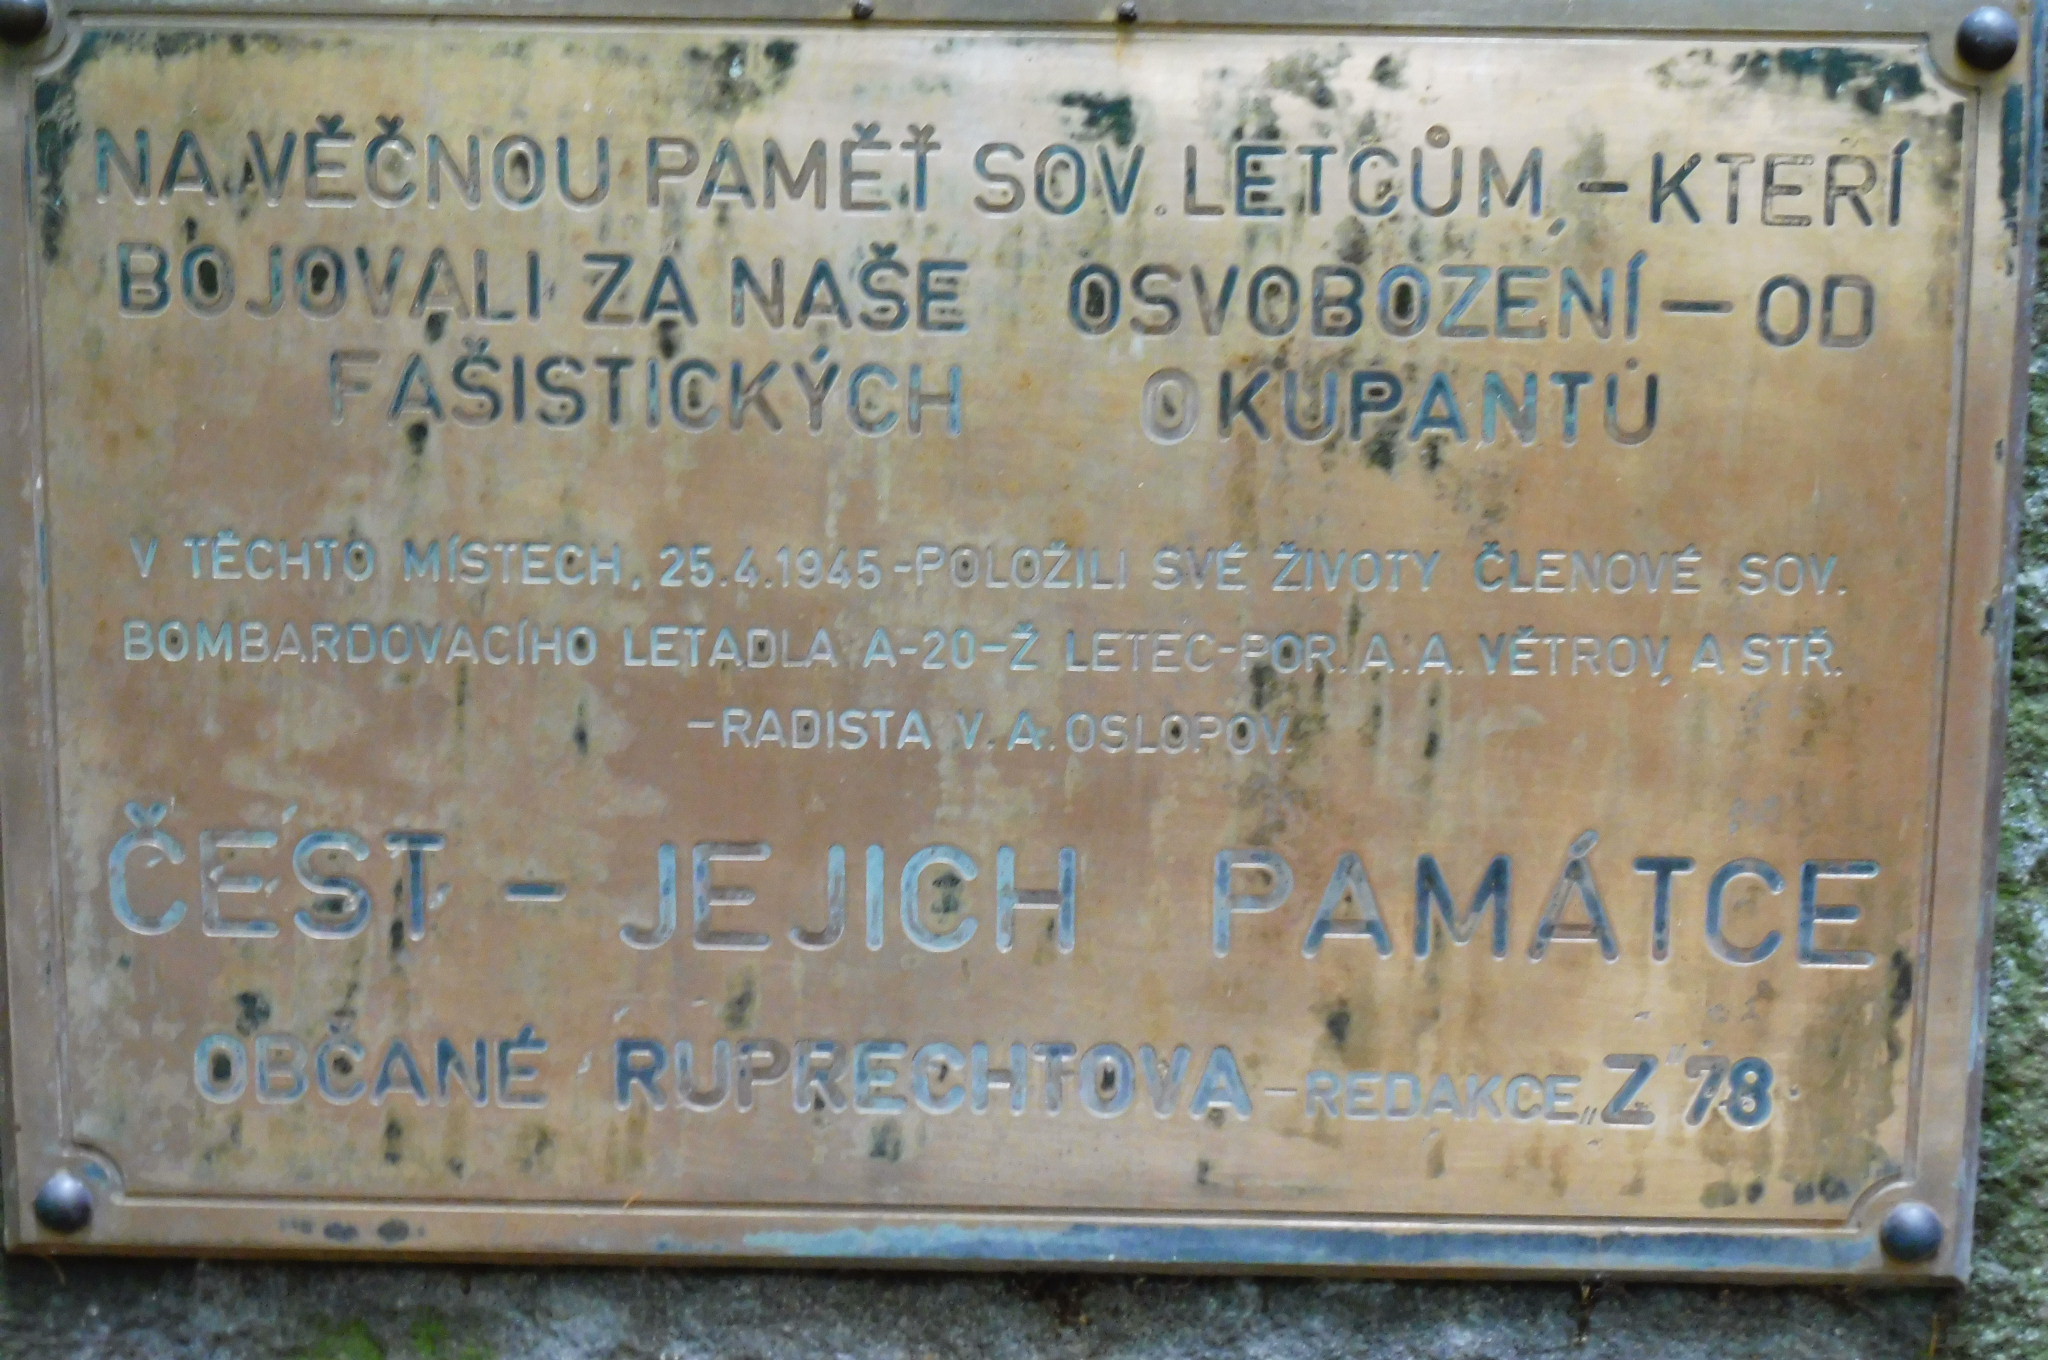 NA VĚČNOU PAMĚŤ SOV. LETCŮM, - KTEŘÍ
BOJOVALI ZA NAŠE OSVOBOZENÍ - OD
FAŠISTICKÝCH OKUPANTŮ
V TĚCHTO MÍSTECH, 25.4.1945 - POLOŽILI SVÉ ŽIVOTY ČLENOVÉ SOV.
BOMBARDOVACÍHO LETADLA A-20-Ž LETEC-POR. A.A. VĚTROV, A STŘ.
-RADISTA V. A. OSLOPOV.
ČEST - JEJICH PAMÁTCE
OBČANÉ RUPRECHTOVA - REDAKCE „Z" 78